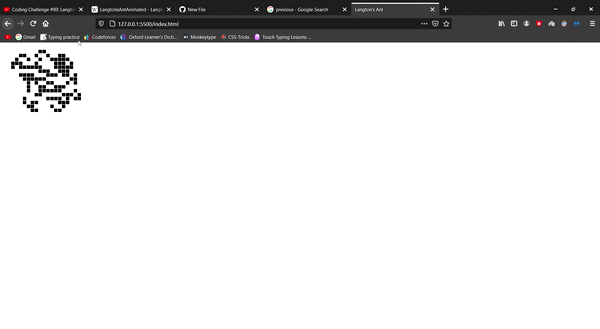 Coding Challenge #89: Langto
LangtonsAntAnimated - Langt
New File
previous - Google Search
Langton's Ant
127.0.0.1:5500/index.html
Gmail Typing practice Codeforces Oxford Learner's Dicti... Monkeytype CSS-Tricks Touch Typing Lessons ...